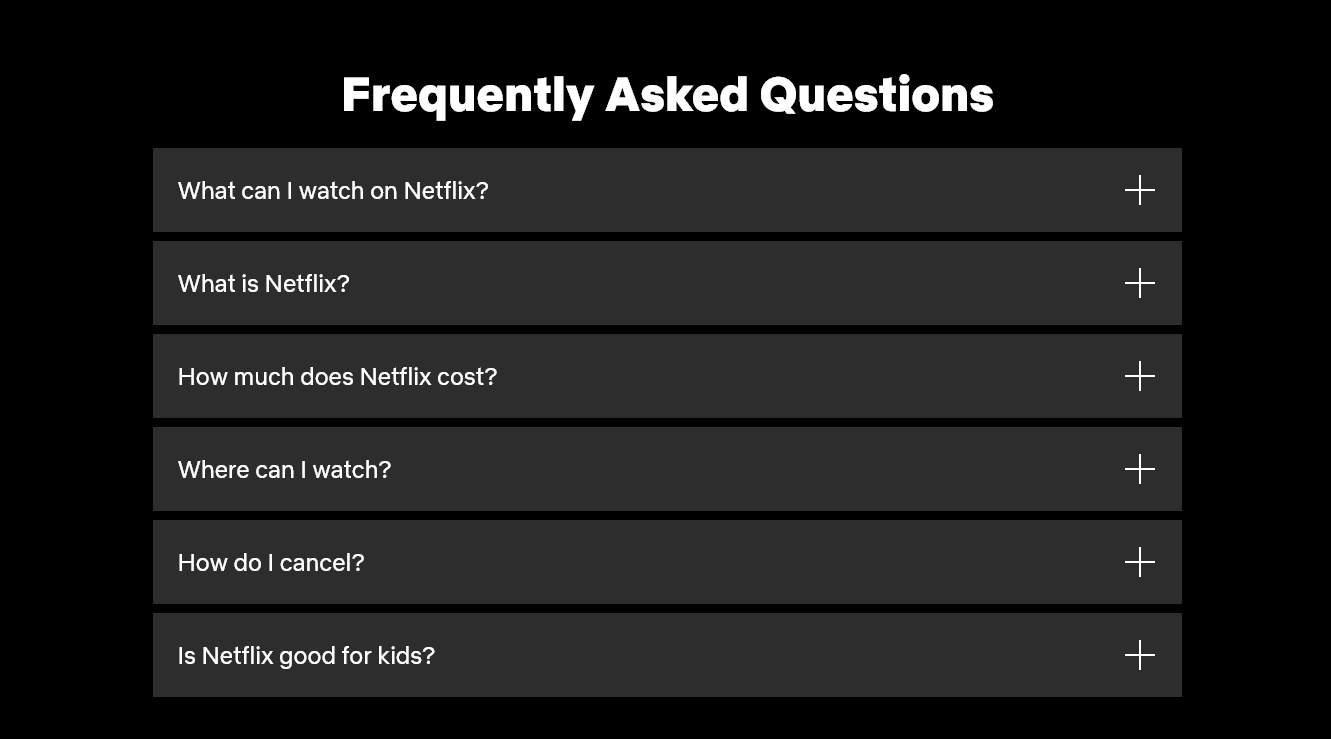 Frequently Asked Questions
What can I watch on Netflix?
What is Netflix?
How much does Netflix cost?
Where can I watch?
How do I cancel?
Is Netflix good for kids?